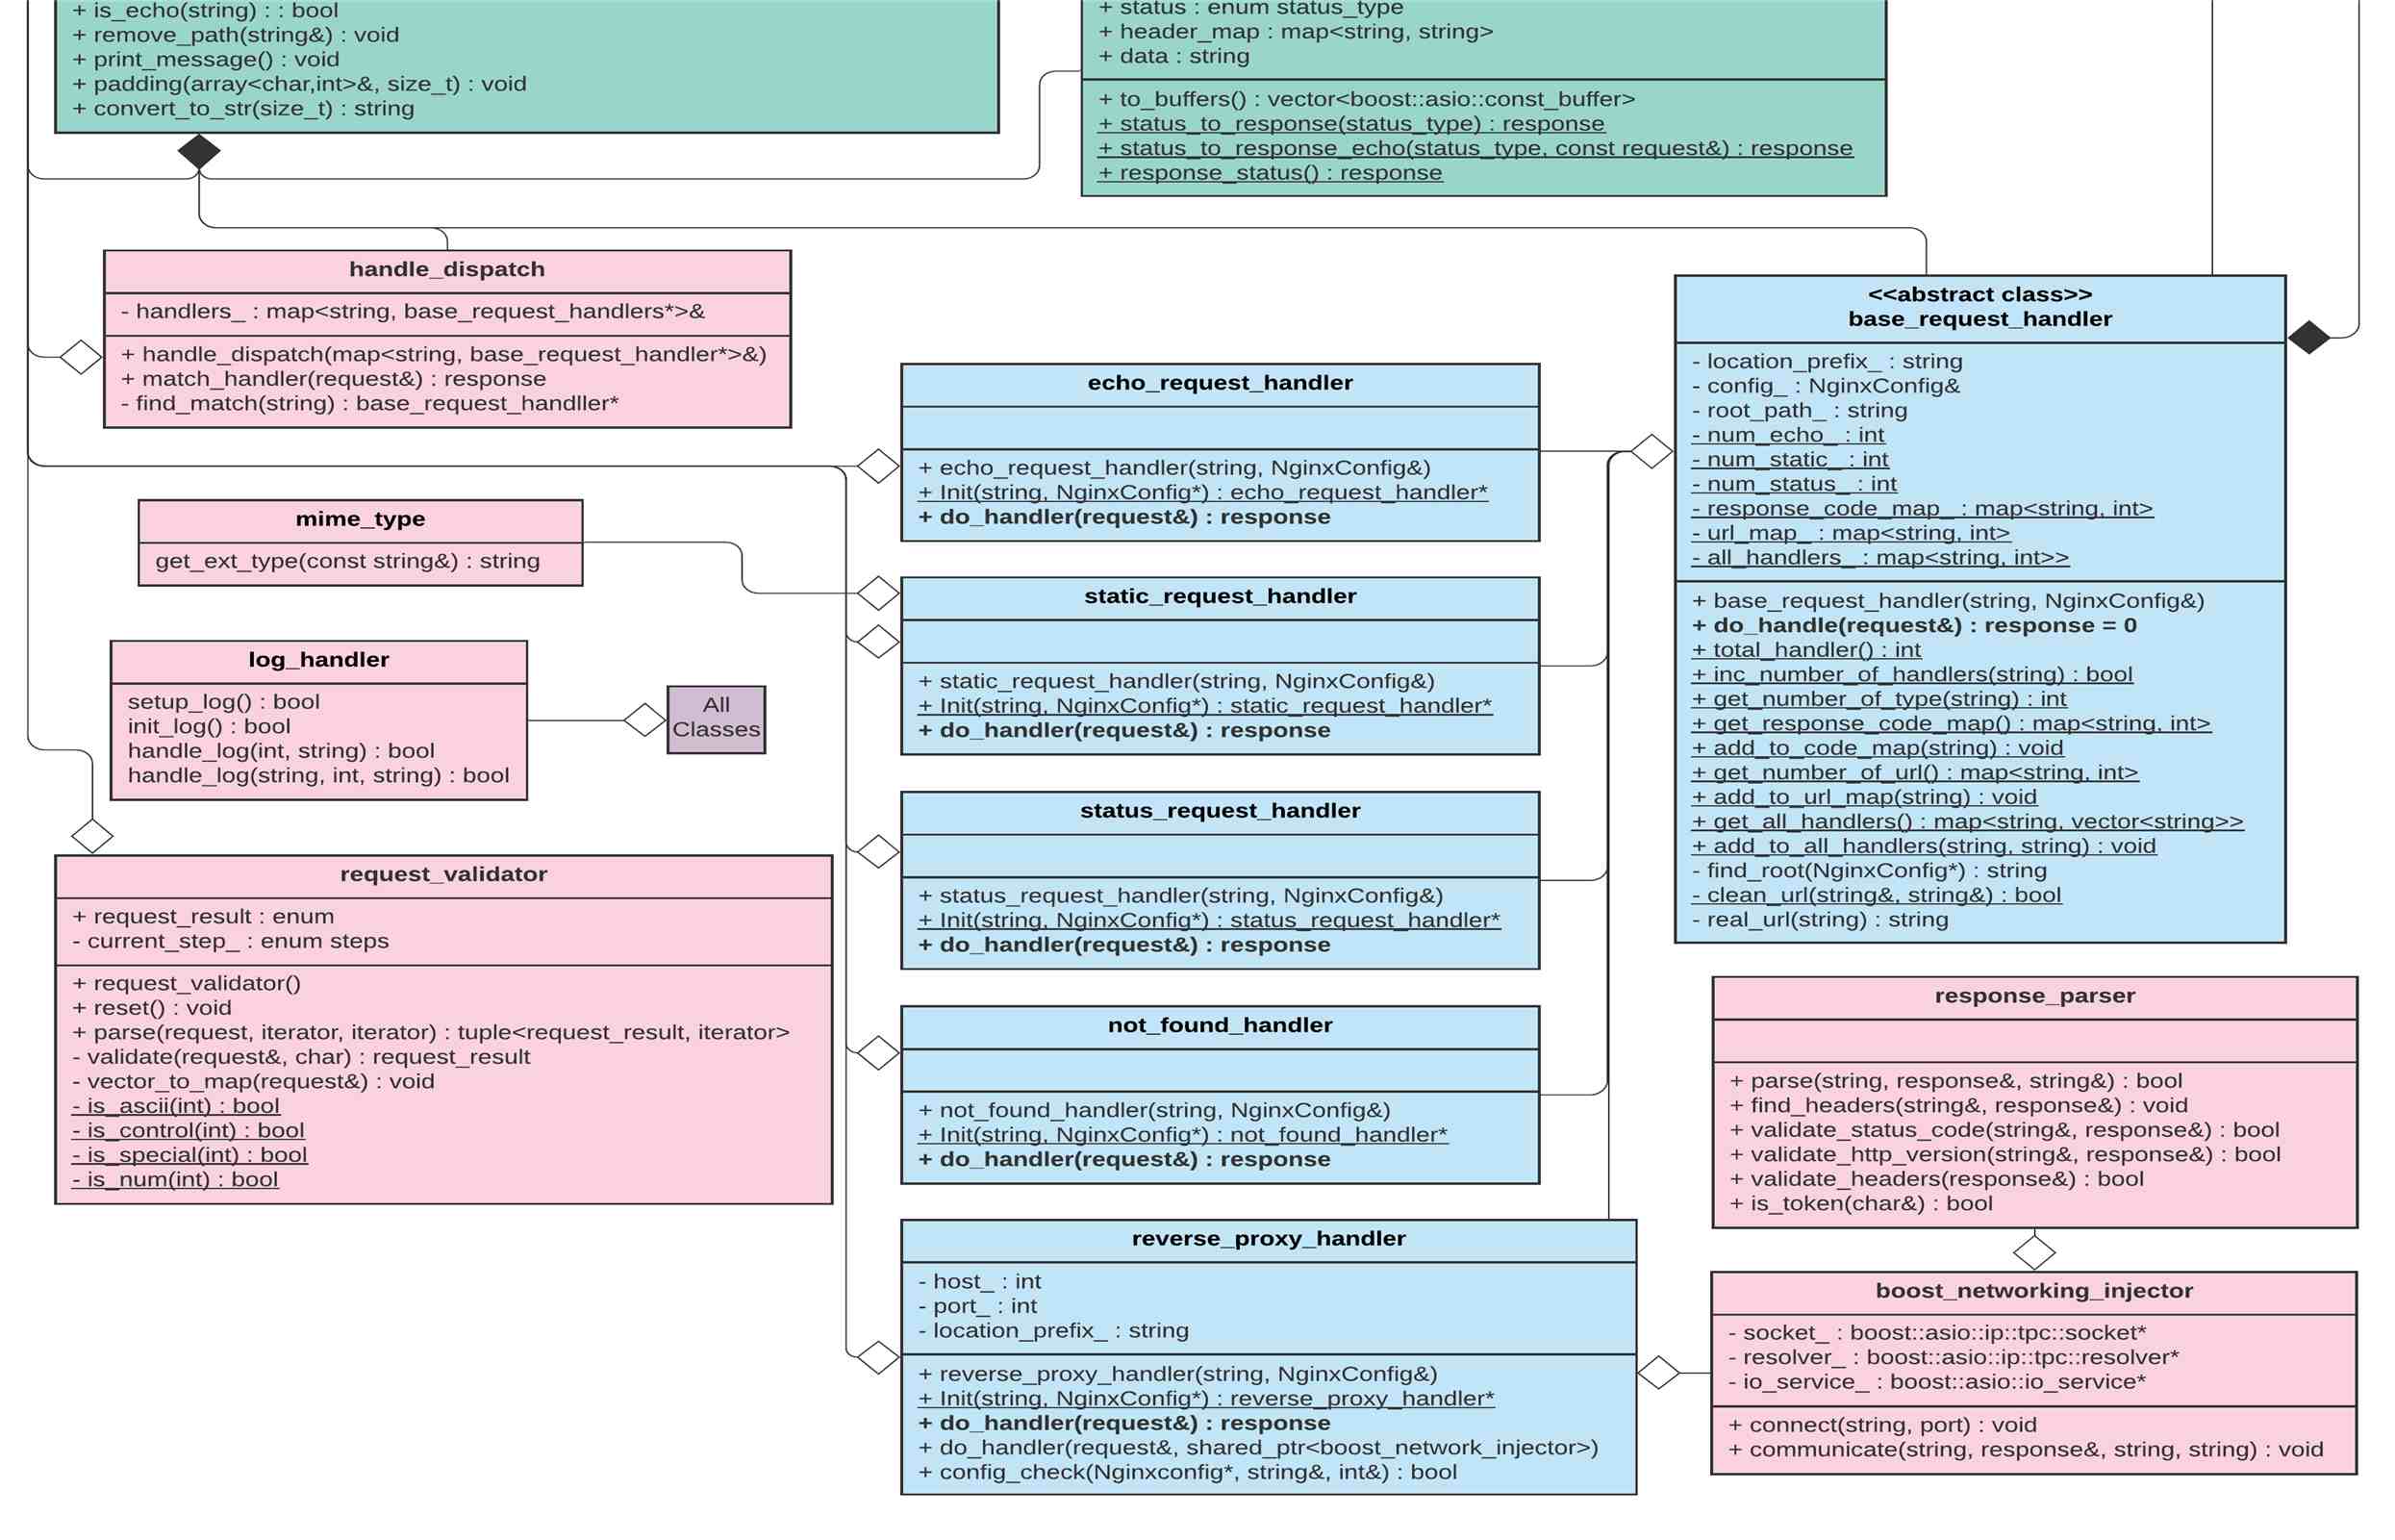 + is_echo(string) : : bool
+ remove_path(string&) : void
+ print_message() : void
+ padding(array<char,int>&, size_t) : void
+ convert_to_str(size_t) : string
+ status : enum status_type
+ header_map : map<string, string>
+ data : string
+ to_buffers() : vector<boost::asio::const_buffer>
+ status_to_response(status_type) : response
+ status_to_response_echo(status_type, const request&) : response
+ response_status() : response
handle_dispatch
- handlers_ : map<string, base_request_handlers*>&
+ handle_dispatch(map<string, base_request_handler*>&)
+ match_handler(request&) : response
- find_match(string) : base_request_handller*
mime_type
get_ext_type(const string&) : string
log_handler
setup_log() : bool
init_log() : bool
handle_log(int, string) : bool
handle_log(string, int, string) : bool
All
Classes
request_validator
+ request_result : enum
- current_step_ : enum steps
+ request_validator()
+ reset() : void
+ parse(request, iterator, iterator) : tuple<request_result, iterator>
- validate(request&, char) : request_result
- vector_to_map(request&) : void
- is_ascii(int) : bool
- is_control(int) : bool
- is_special(int) : bool
- is_num(int) : bool
echo_request_handler
+ echo_request_handler(string, NginxConfig&)
+ Init(string, NginxConfig*) : echo_request_handler*
+ do_handler(request&) : response
static_request_handler
+ static_request_handler(string, NginxConfig&)
+ Init(string, NginxConfig*) : static_request_handler*
+ do_handler(request&) : response
status_request_handler
+ status_request_handler(string, NginxConfig&)
+ Init(string, NginxConfig*) : status_request_handler*
+ do_handler(request&) : response
not_found_handler
+ not_found_handler(string, NginxConfig&)
+ Init(string, NginxConfig*) : not_found_handler*
+ do_handler(request&) : response
reverse_proxy_handler
- host_ : int
- port_ : int
- location_prefix_ : string
+ reverse_proxy_handler(string, NginxConfig&)
+ Init(string, NginxConfig*) : reverse_proxy_handler*
+ do_handler(request&) : response
+ do_handler(request&, shared_ptr<boost_network_injector>)
+ config_check(Nginxconfig*, string&, int&) : bool
<<abstract class>>
base_request_handler
- location_prefix_ : string
- config_ : NginxConfig&
- root_path_ : string
- num_echo_ : int
- num_static_ : int
- num_status_ : int
- response_code_map_ : map<string, int>
- url_map_ : map<string, int>
- all_handlers_ : map<string, int>>
+ base_request_handler(string, NginxConfig&)
+ do_handle(request&) : response = 0
+ total_handler() : int
+ inc_number_of_handlers(string) : bool
+ get_number_of_type(string) : int
+ get_response_code_map() : map<string, int>
+ add_to_code_map(string) : void
+ get_number_of_url() : map<string, int>
+ add_to_url_map(string) : void
+ get_all_handlers() : map<string, vector<string>>
+ add_to_all_handlers(string, string) : void
- find_root(NginxConfig*) : string
- clean_url(string&, string&) : bool
- real_url(string) : string
response_parser
+ parse(string, response&, string&) : bool
+ find_headers(string&, response&) : void
+ validate_status_code(string&, response&) : bool
+ validate_http_version(string&, response&) : bool
+ validate_headers(response&) : bool
+ is_token(char&) : bool
boost_networking_injector
- socket_ : boost::asio::ip::tpc::socket*
- resolver_ : boost::asio::ip::tpc::resolver*
- io_service_ : boost::asio::io_service*
+ connect(string, port) : void
+ communicate(string, response&, string, string) : void